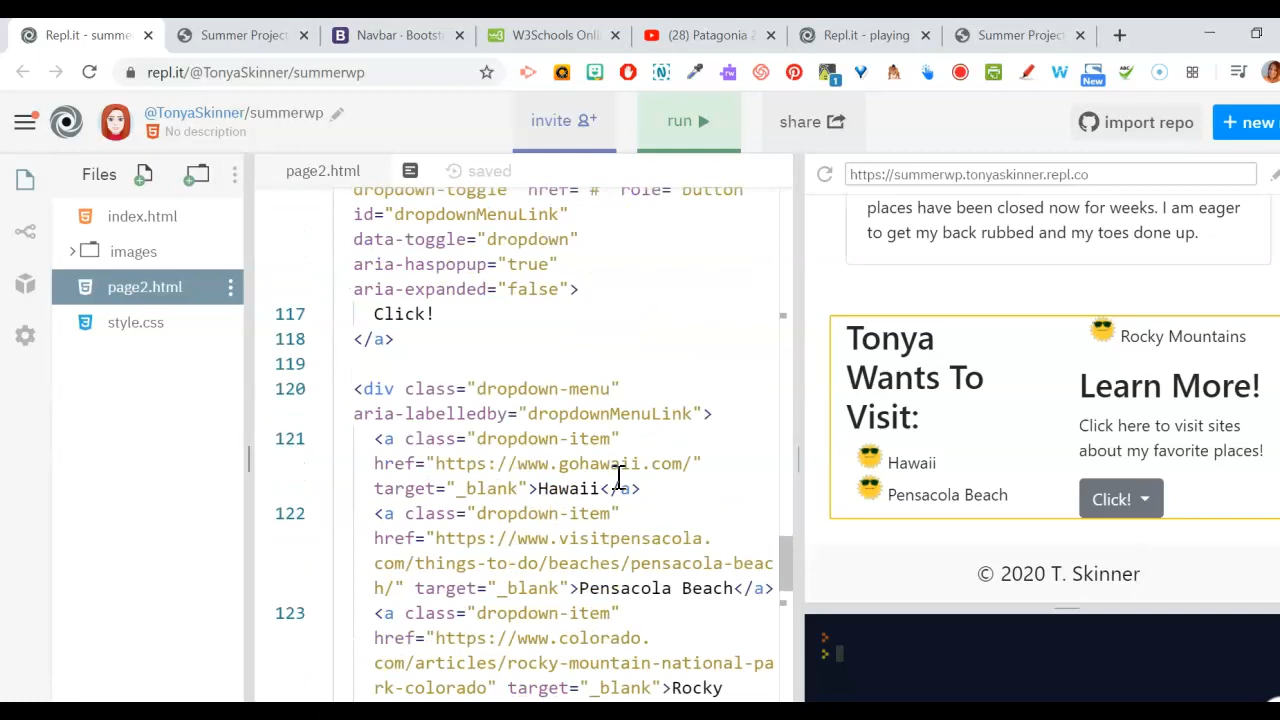 Repl.it - summe
Summer Project
Navbar · Bootst
W3Schools Onli
(28) Patagonia 2
Repl.it - playing
Summer Project
repl.it/@TonyaSkinner/summerwp
1
New
@TonyaSkinner/summerwp
No description
invite
run
share
import repo
+ new
Files
page2.html
saved
https://summerwp.tonyaskinner.repl.co
index.html
images
page2.html
style.css
dropdown-toggle" href="#" role="button"
id="dropdownMenuLink"
data-toggle="dropdown"
aria-haspopup="true"
aria-expanded="false">
117 Click!
118 </a>
119
120 <div class="dropdown-menu"
aria-labelledby="dropdownMenuLink">
121 <a class="dropdown-item"
href="https://www.gohawaii.com/"
target="_blank">Hawaii</a>
122 <a class="dropdown-item"
href="https://www.visitpensacola.
com/things-to-do/beaches/pensacola-beac
h/" target="_blank">Pensacola Beach</a>
123 <a class="dropdown-item"
href="https://www.colorado.
com/articles/rocky-mountain-national-pa
rk-colorado" target="_blank">Rocky
places have been closed now for weeks. I am eager
to get my back rubbed and my toes done up.
Tonya
Wants To
Visit:
Hawaii
Pensacola Beach
Rocky Mountains
Learn More!
Click here to visit sites
about my favorite places!
Click!
© 2020 T. Skinner
>
>